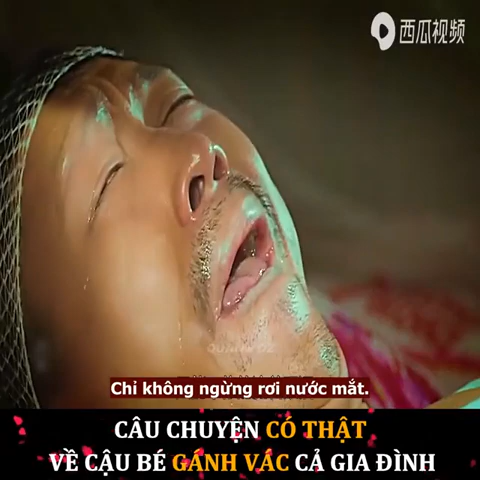 西瓜视频
Chỉ không ngừng rơi nước mắt.
CÂU CHUYỆN CÓ THẬT
VỀ CẬU BÉ GÁNH VÁC CẢ GIA ĐÌNH